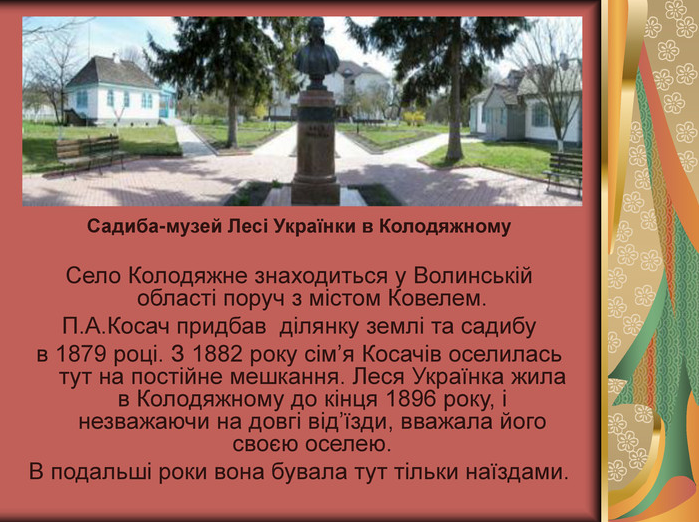 Садиба-музей Лесі Українки в Колодяжному
Село Колодяжне знаходиться у Волинській
області поруч з містом Ковелем.
П.А.Косач придбав ділянку землі та садибу
в 1879 році. З 1882 року сім’я Косачів оселилась
тут на постійне мешкання. Леся Українка жила
в Колодяжному до кінця 1896 року, і
незважаючи на довгі від’їзди, вважала його
своєю оселею.
В подальші роки вона бувала тут тільки наїздами.